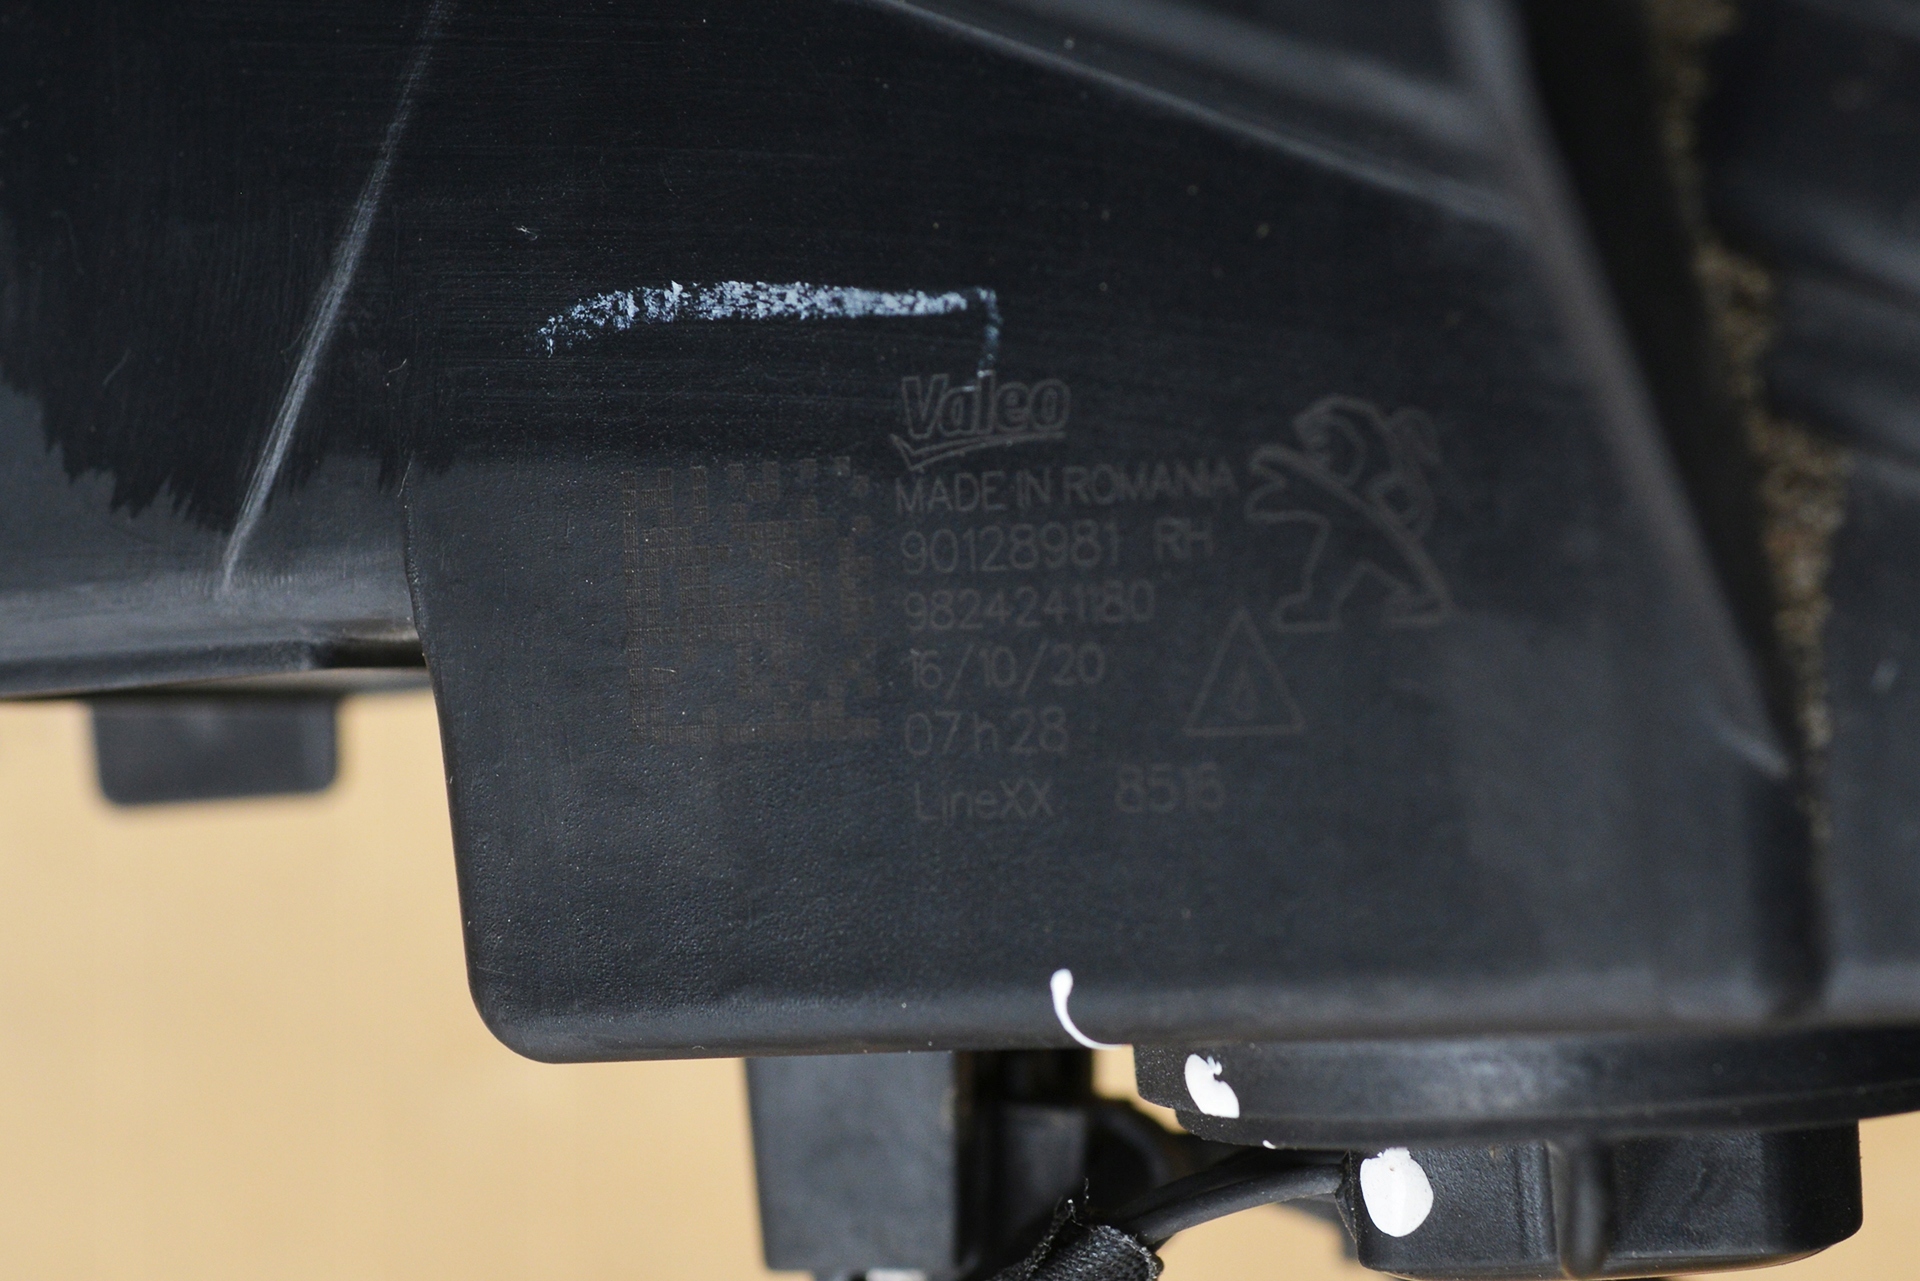 Valeo
MADE IN ROMANIA
90128981 RH
9824241180
16/10/20
07h28
LineXX 8516